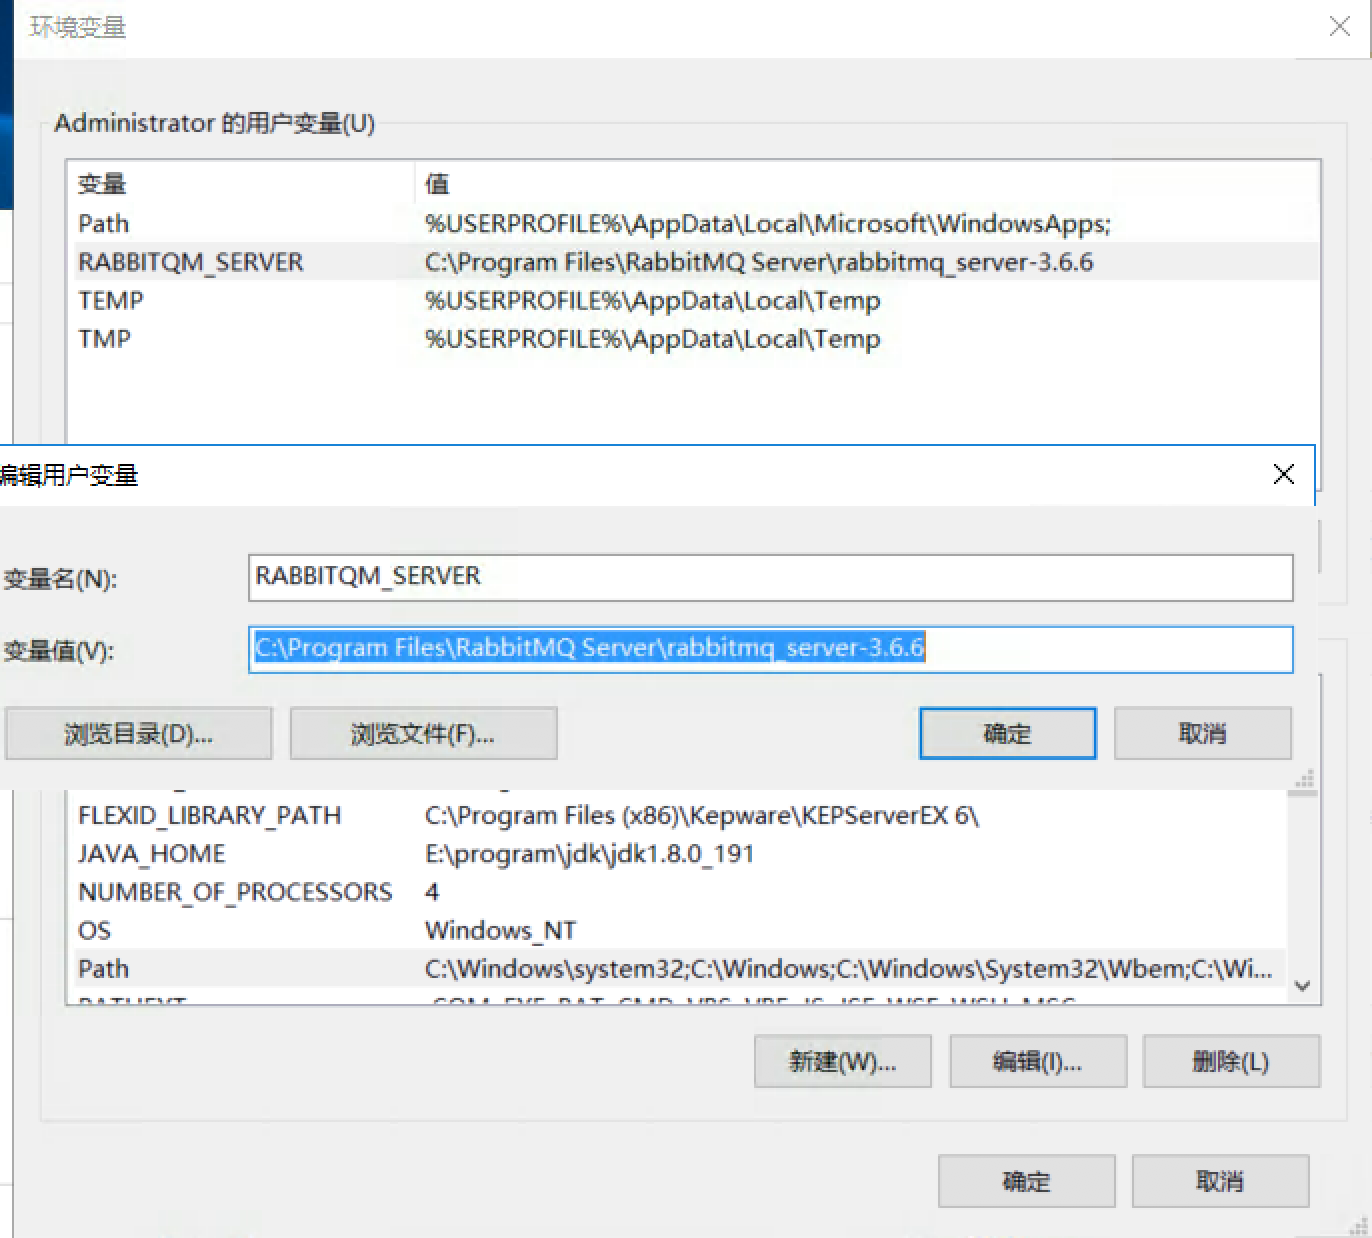 环境变量
Administrator 的用户变量(U)
变量 值
Path %USERPROFILE%\AppData\Local\Microsoft\WindowsApps;
RABBITQM_SERVER C:\Program Files\RabbitMQ Server\rabbitmq_server-3.6.6
TEMP %USERPROFILE%\AppData\Local\Temp
TMP %USERPROFILE%\AppData\Local\Temp
编辑用户变量
变量名(N): RABBITQM_SERVER
变量值(V): C:\Program Files\RabbitMQ Server\rabbitmq_server-3.6.6
浏览目录(D)... 浏览文件(F)... 确定 取消
FLEXID_LIBRARY_PATH C:\Program Files (x86)\Kepware\KEPServerEX 6\
JAVA_HOME E:\program\jdk\jdk1.8.0_191
NUMBER_OF_PROCESSORS 4
OS Windows_NT
Path C:\Windows\system32;C:\Windows;C:\Windows\System32\Wbem;C:\Wi...
新建(W)... 编辑(I)... 删除(L)
确定 取消